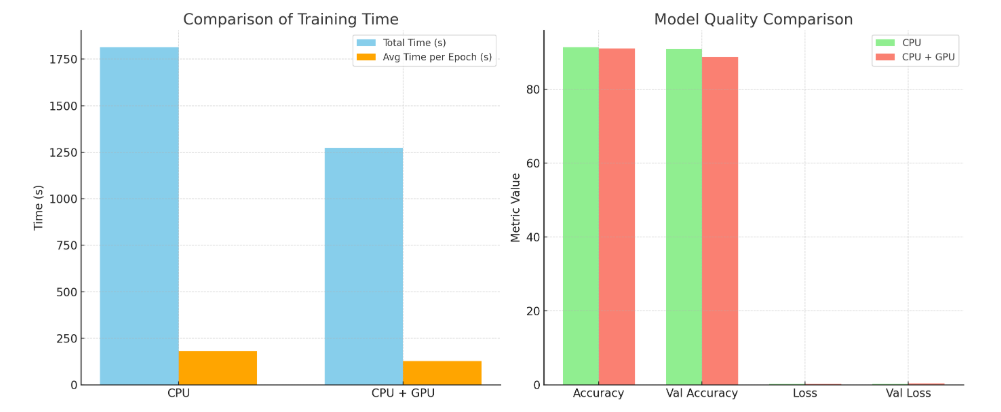 Comparison of Training Time
Total Time (s)
Avg Time per Epoch (s)
Time (s)
1750
1500
1250
1000
750
500
250
0
CPU
CPU + GPU
Model Quality Comparison
CPU
CPU + GPU
Metric Value
80
60
40
20
0
Accuracy
Val Accuracy
Loss
Val Loss